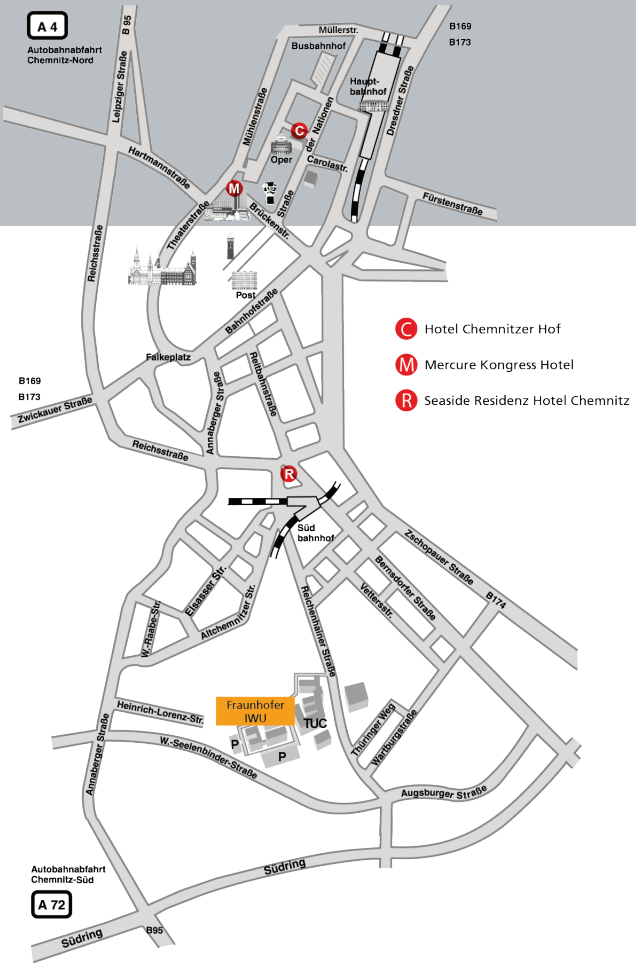 A 4
Autobahnabfahrt
Chemnitz-Nord
B 95
Leipziger Straße
Müllerstr.
Busbahnhof
B169
B173
Haupt-
bahnhof
Dresdner Straße
Mühlenstraße
C
Oper
Straße der Nationen
Carolastr.
Hartmannstraße
M
Fürstenstraße
Theaterstraße
Brückenstr.
Reichsstraße
Post
Bahnhofstraße
C Hotel Chemnitzer Hof
M Mercure Kongress Hotel
R Seaside Residenz Hotel Chemnitz
Falkeplatz
Reitbahnstraße
Annaberger Straße
B169
B173
Zwickauer Straße
Reichsstraße
R
Süd
bahnhof
Zschopauer Straße
B174
Bernsdorfer Straße
Vettersstr.
Elsasser Str.
Altchemnitzer Str.
W.-Raabe-Str.
Reichenhainer Straße
Fraunhofer
IWU
TUC
P
P
Heinrich-Lorenz-Str.
Thüringer Weg
Wartburgstraße
Annaberger Straße
W.-Seelenbinder-Straße
Augsburger Straße
Südring
Autobahnabfahrt
Chemnitz-Süd
A 72
Südring
B95